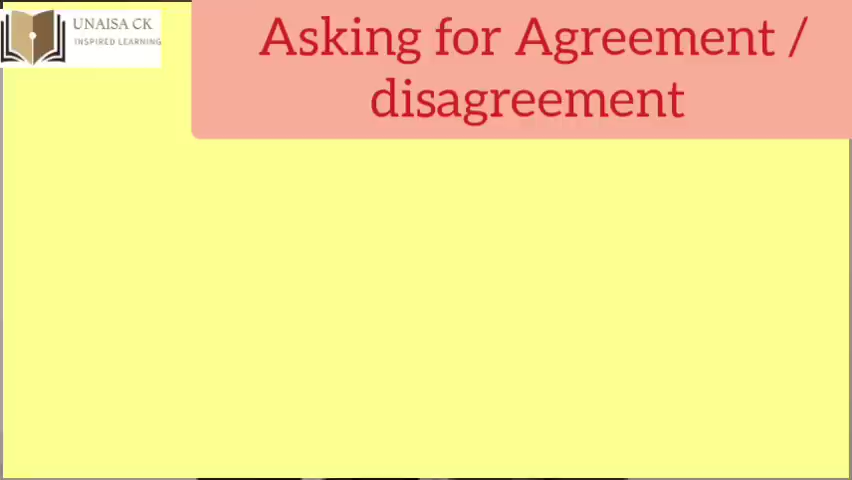 UNAISA CK
INSPIRED LEARNING
Asking for Agreement /
disagreement